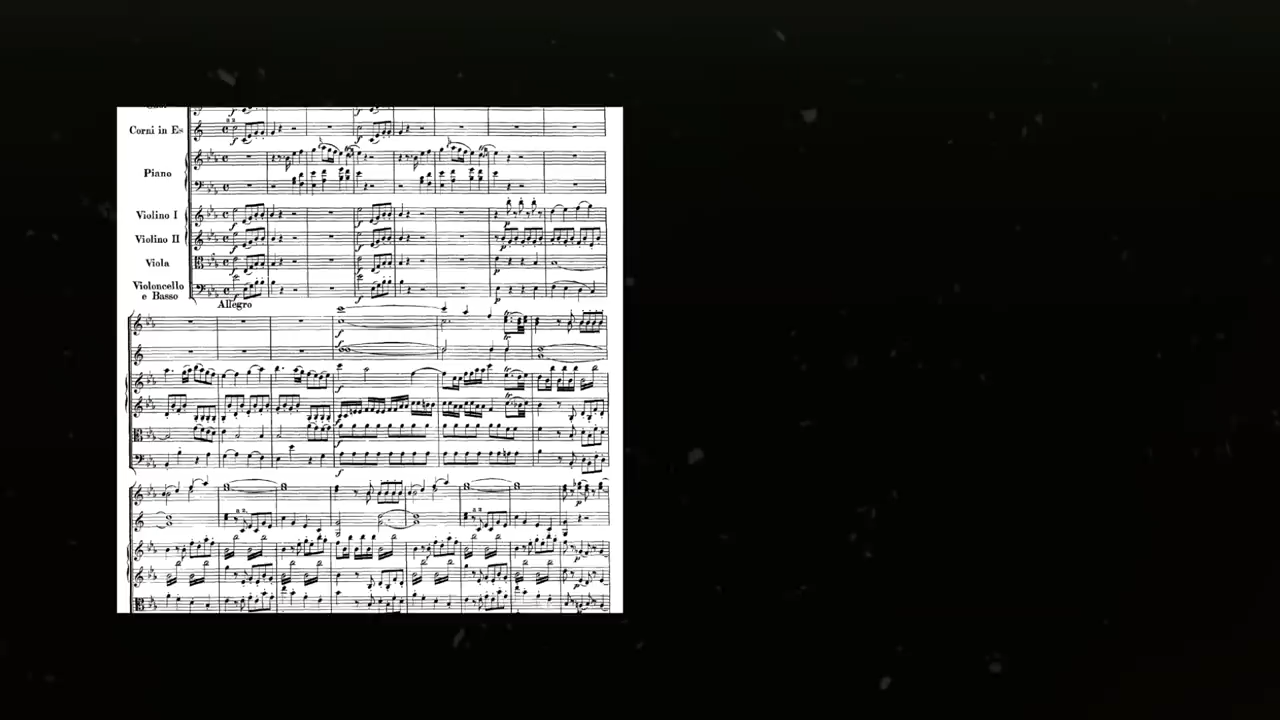 Corni in Es
Piano
Violino I
Violino II
Viola
Violoncello
e Basso
Allegro